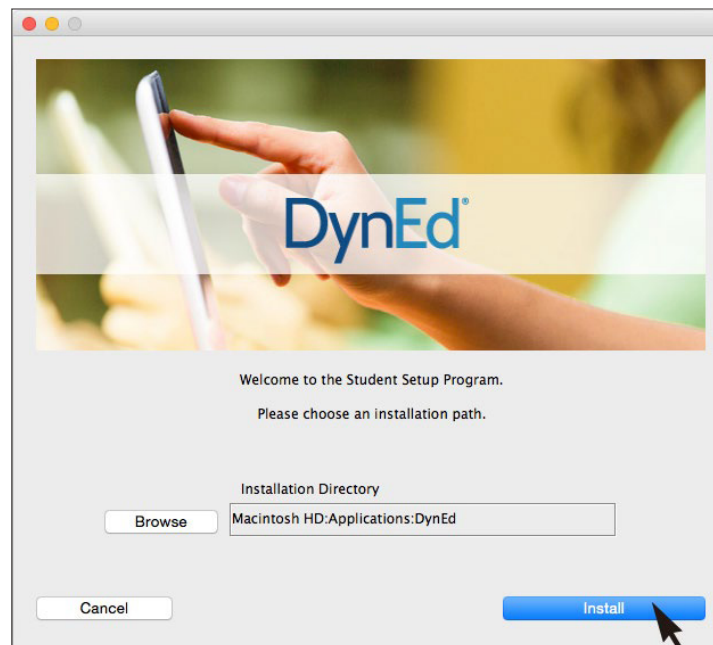 DynEd®
Welcome to the Student Setup Program.
Please choose an installation path.
Installation Directory
Browse
Macintosh HD:Applications:DynEd
Cancel
Install